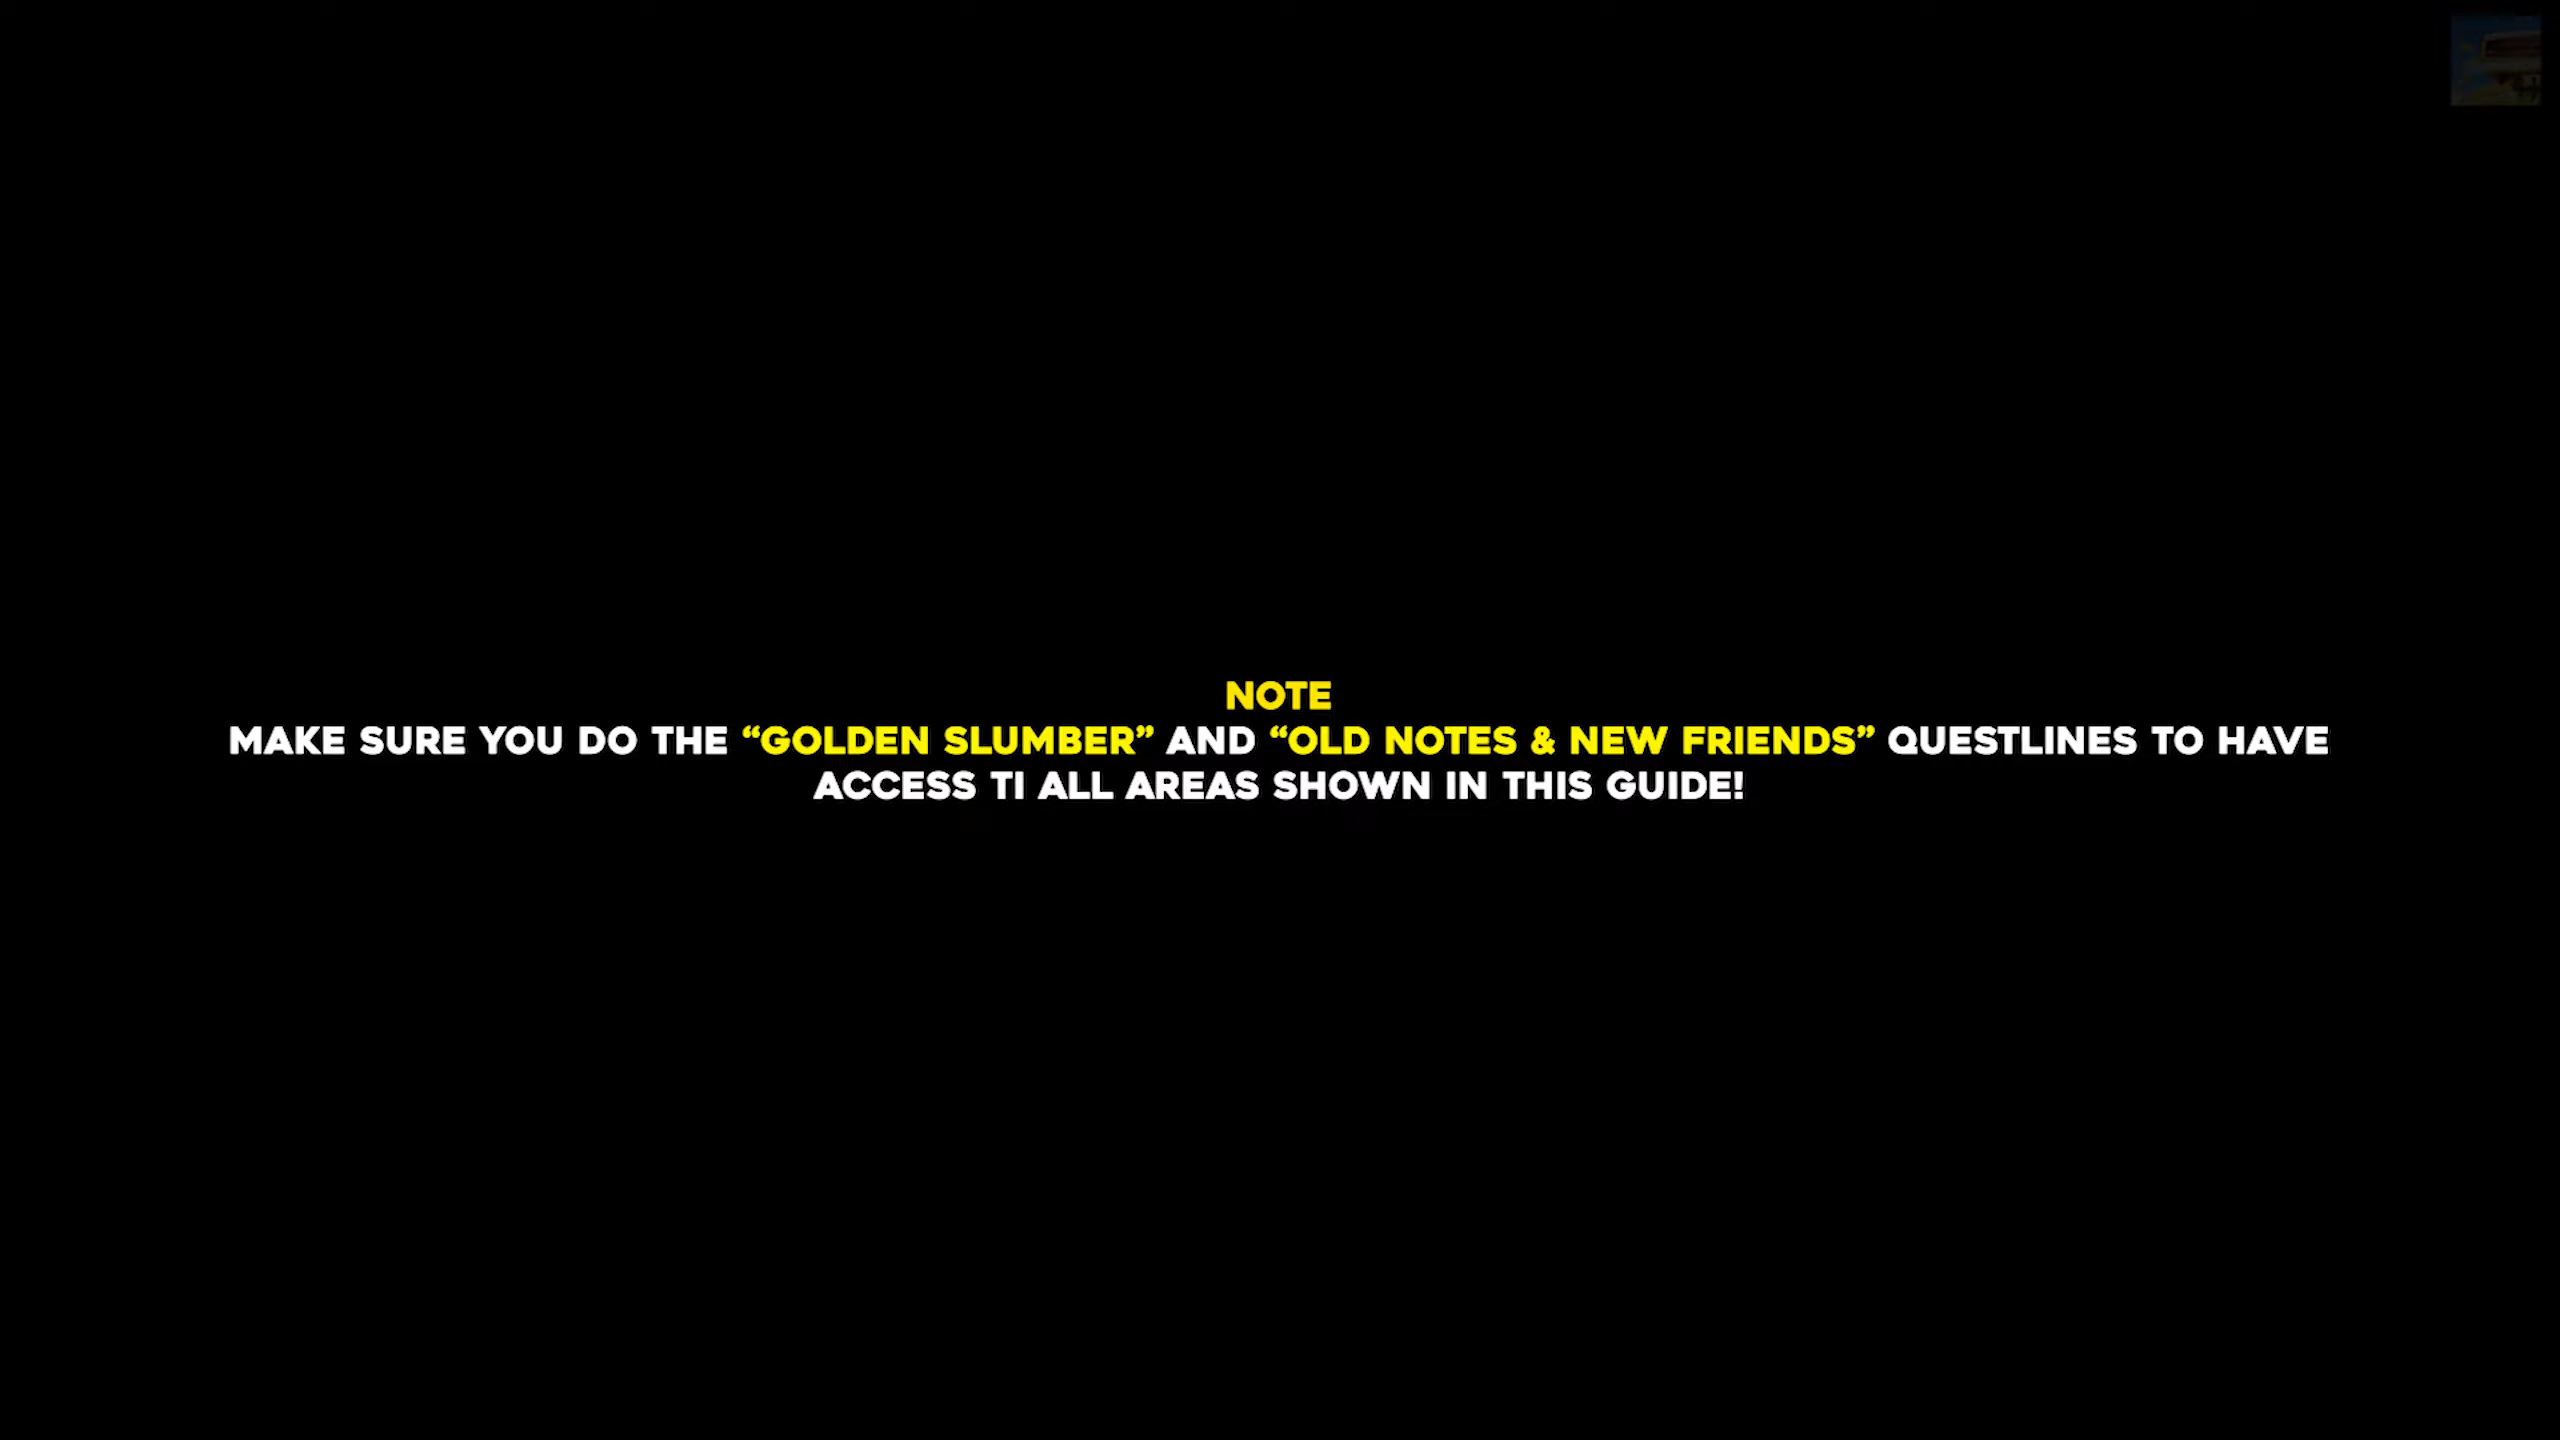 NOTE
MAKE SURE YOU DO THE “GOLDEN SLUMBER” AND “OLD NOTES & NEW FRIENDS” QUESTLINES TO HAVE
ACCESS TI ALL AREAS SHOWN IN THIS GUIDE!